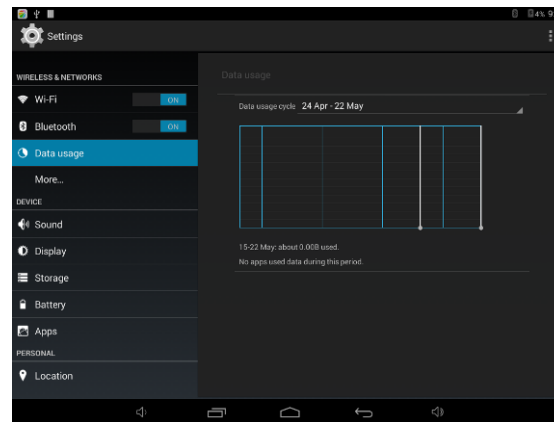 4% 9
Settings
WIRELESS & NETWORKS
Wi-Fi ON
Bluetooth ON
Data usage
More...
DEVICE
Sound
Display
Storage
Battery
Apps
PERSONAL
Location
Data usage
Data usage cycle 24 Apr - 22 May
15-22 May: about 0.00B used.
No apps used data during this period.